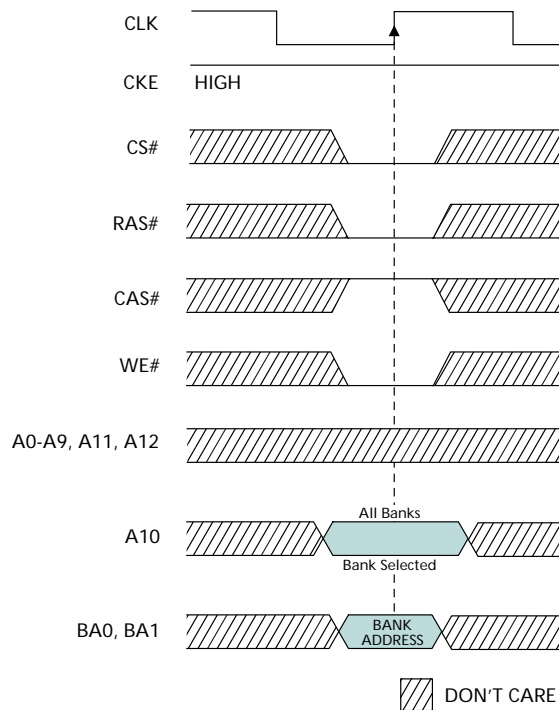 CLK
CKE HIGH
CS#
RAS#
CAS#
WE#
A0-A9, A11, A12
All Banks
A10
Bank Selected
BA0, BA1
BANK
ADDRESS
DON'T CARE